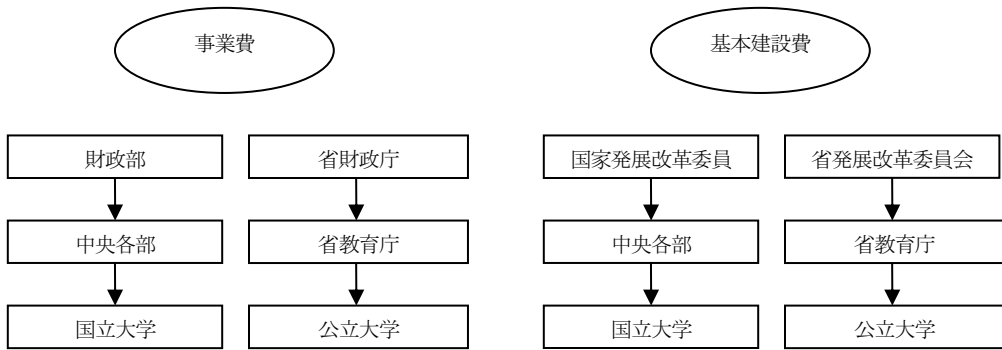 事業費
基本建設費
財政部
省財政庁
国家発展改革委員
省発展改革委員会
中央各部
省教育庁
中央各部
省教育庁
国立大学
公立大学
国立大学
公立大学